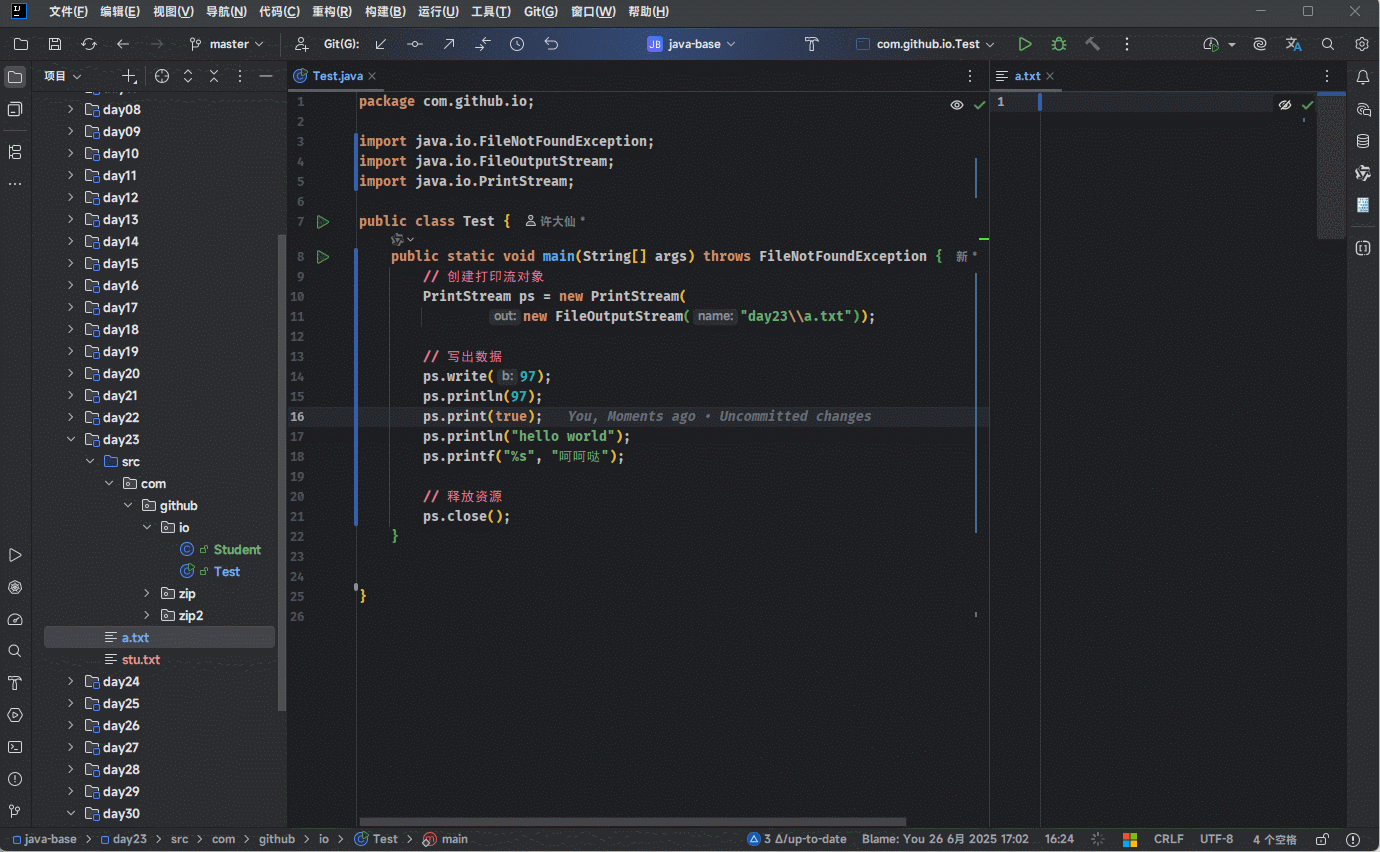 文件(F) 编辑(E) 视图(V) 导航(N) 代码(C) 重构(R) 构建(B) 运行(U) 工具(T) Git(G) 窗口(W) 帮助(H)
master Git(G): JB java-base com.github.io.Test
项目
day08
day09
day10
day11
day12
day13
day14
day15
day16
day17
day18
day19
day20
day21
day22
day23
src
com
github
io
Student
Test
zip
zip2
a.txt
stu.txt
day24
day25
day26
day27
day28
day29
day30
Test.java
1 package com.github.io;
2
3 import java.io.FileNotFoundException;
4 import java.io.FileOutputStream;
5 import java.io.PrintStream;
6
7 public class Test { 许大仙 *
8 public static void main(String[] args) throws FileNotFoundException { 新 *
9 // 创建打印流对象
10 PrintStream ps = new PrintStream(
11 out: new FileOutputStream( name: "day23\\a.txt"));
12
13 // 写出数据
14 ps.write( b: 97);
15 ps.println(97);
16 ps.print(true); You, Moments ago • Uncommitted changes
17 ps.println("hello world");
18 ps.printf("%s", "呵呵哒");
19
20 // 释放资源
21 ps.close();
22 }
23
24
25 }
26
a.txt
1
java-base > day23 > src > com > github > io > Test > main
3 Δ/up-to-date Blame: You 26 6月 2025 17:02 16:24 CRLF UTF-8 4 个空格